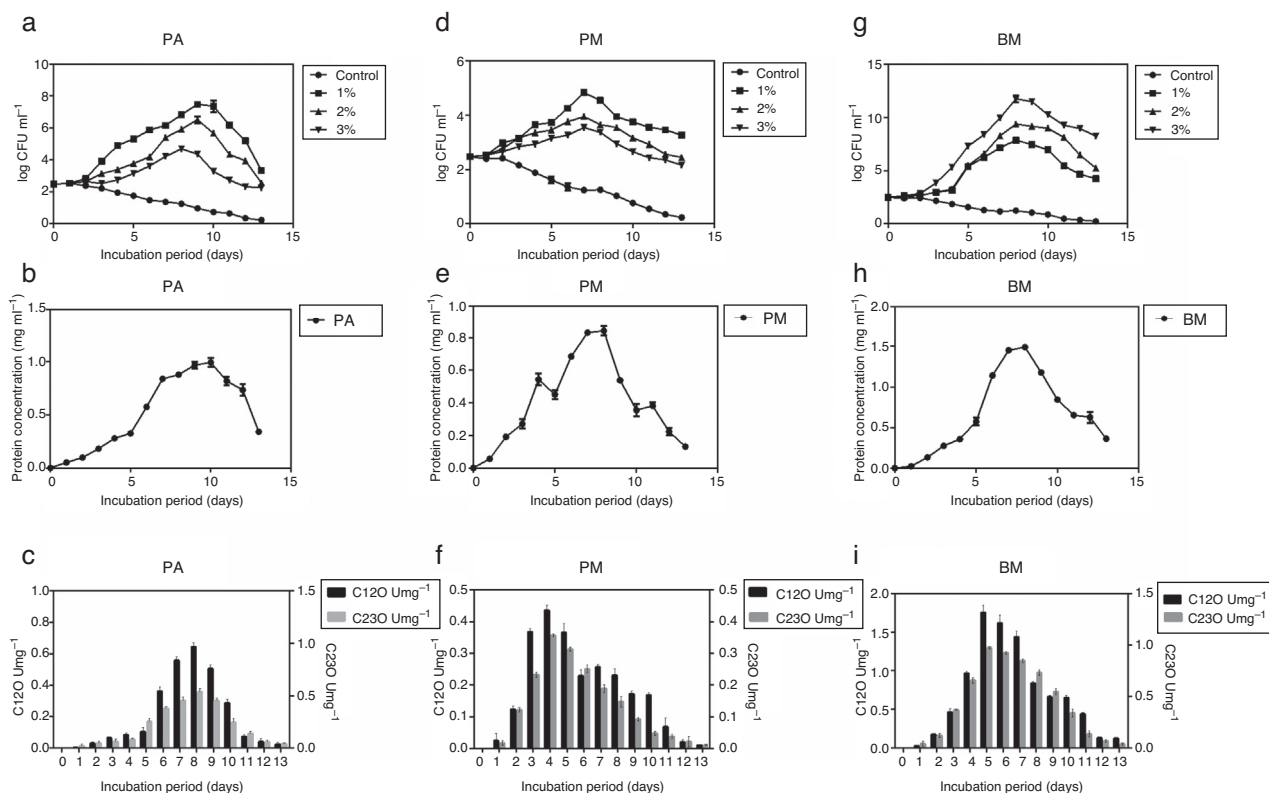 a
PA
10
8
6
4
2
0
log CFU ml⁻¹
0 5 10 15
Incubation period (days)
Control
1%
2%
3%
d
PM
6
4
2
0
log CFU ml⁻¹
0 5 10 15
Incubation period (days)
Control
1%
2%
3%
g
BM
15
10
5
0
log CFU ml⁻¹
0 5 10 15
Incubation period (days)
Control
1%
2%
3%
b
PA
1.5
1.0
0.5
0.0
Protein concentration (mg ml⁻¹)
0 5 10 15
Incubation period (days)
PA
e
PM
1.0
0.8
0.6
0.4
0.2
0.0
Protein concentration (mg ml⁻¹)
0 5 10 15
Incubation period (days)
PM
h
BM
2.0
1.5
1.0
0.5
0.0
Protein concentration (mg ml⁻¹)
0 5 10 15
Incubation period (days)
BM
c
PA
1.0
0.8
0.6
0.4
0.2
0.0
C12O Umg⁻¹
1.5
1.0
0.5
0.0
C23O Umg⁻¹
0 1 2 3 4 5 6 7 8 9 10 11 12 13
Incubation period (days)
C12O Umg⁻¹
C23O Umg⁻¹
f
PM
0.5
0.4
0.3
0.2
0.1
0.0
C12O Umg⁻¹
0.5
0.4
0.3
0.2
0.1
0.0
C23O Umg⁻¹
0 1 2 3 4 5 6 7 8 9 10 11 12 13
Incubation period (days)
C12O Umg⁻¹
C23O Umg⁻¹
i
BM
2.0
1.5
1.0
0.5
0.0
C12O Umg⁻¹
1.5
1.0
0.5
0.0
C23O Umg⁻¹
0 1 2 3 4 5 6 7 8 9 10 11 12 13
Incubation period (days)
C12O Umg⁻¹
C23O Umg⁻¹